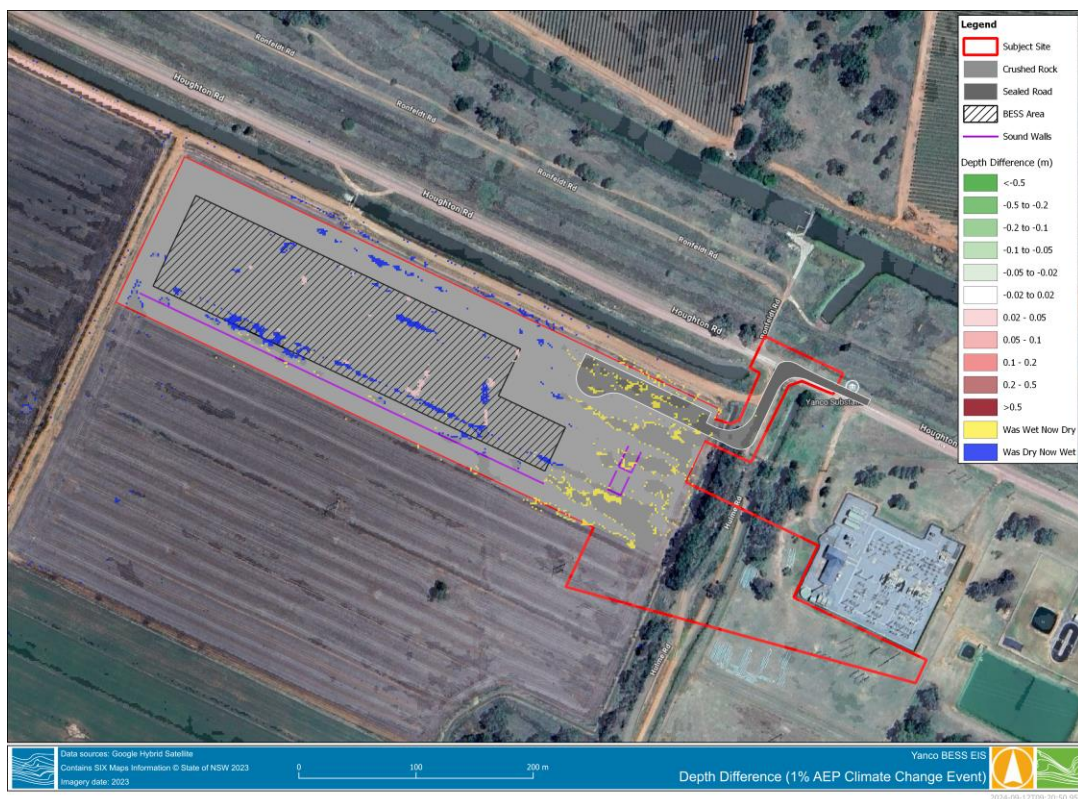 Legend
Subject Site
Crushed Rock
Sealed Road
BESS Area
Sound Walls
Depth Difference (m)
<-0.5
-0.5 to -0.2
-0.2 to -0.1
-0.1 to -0.05
-0.05 to -0.02
-0.02 to 0.02
0.02 - 0.05
0.05 - 0.1
0.1 - 0.2
0.2 - 0.5
>0.5
Was Wet Now Dry
Was Dry Now Wet
Ronfeldt Rd
Houghton Rd
Ronfeldt Rd
Ronfeldt Rd
Houghton Rd
Ronfeldt Rd
Houghton Rd
Ronfeldt Rd
Yanco Substat
Houghton
Hulme Rd
Hulme Rd
Data sources: Google Hybrid Satellite
Contains SIX Maps Information © State of NSW 2023
Imagery date: 2023
0 100 200 m
Yanco BESS EIS
Depth Difference (1% AEP Climate Change Event)